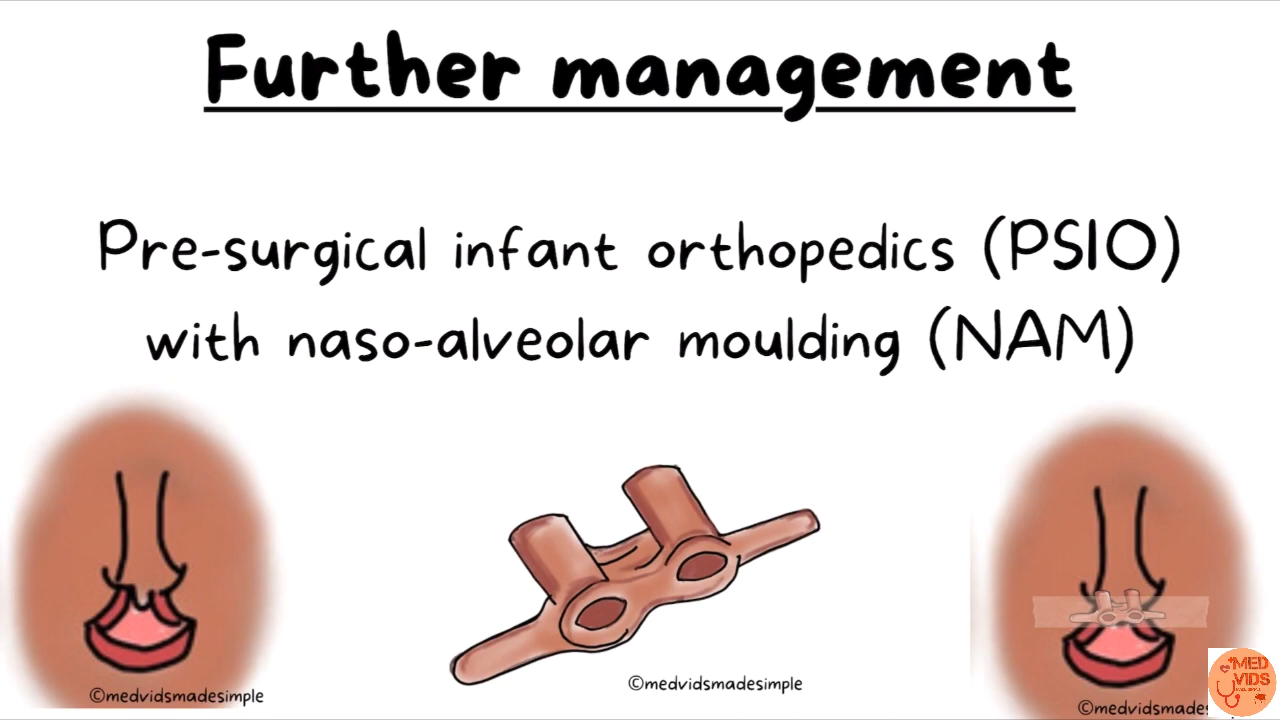 Further management
Pre-surgical infant orthopedics (PSIO)
with naso-alveolar moulding (NAM)
©medvidsmadesimple
©medvidsmadesimple
©medvidsmades
MED
VIDS